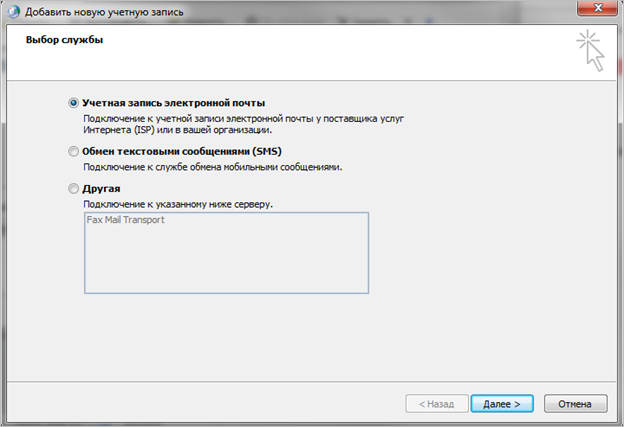 Добавить новую учетную запись
Выбор службы
Учетная запись электронной почты
Подключение к учетной записи электронной почты у поставщика услуг
Интернета (ISP) или в вашей организации.
Обмен текстовыми сообщениями (SMS)
Подключение к службе обмена мобильными сообщениями.
Другая
Подключение к указанному ниже серверу.
Fax Mail Transport
< Назад
Далее >
Отмена